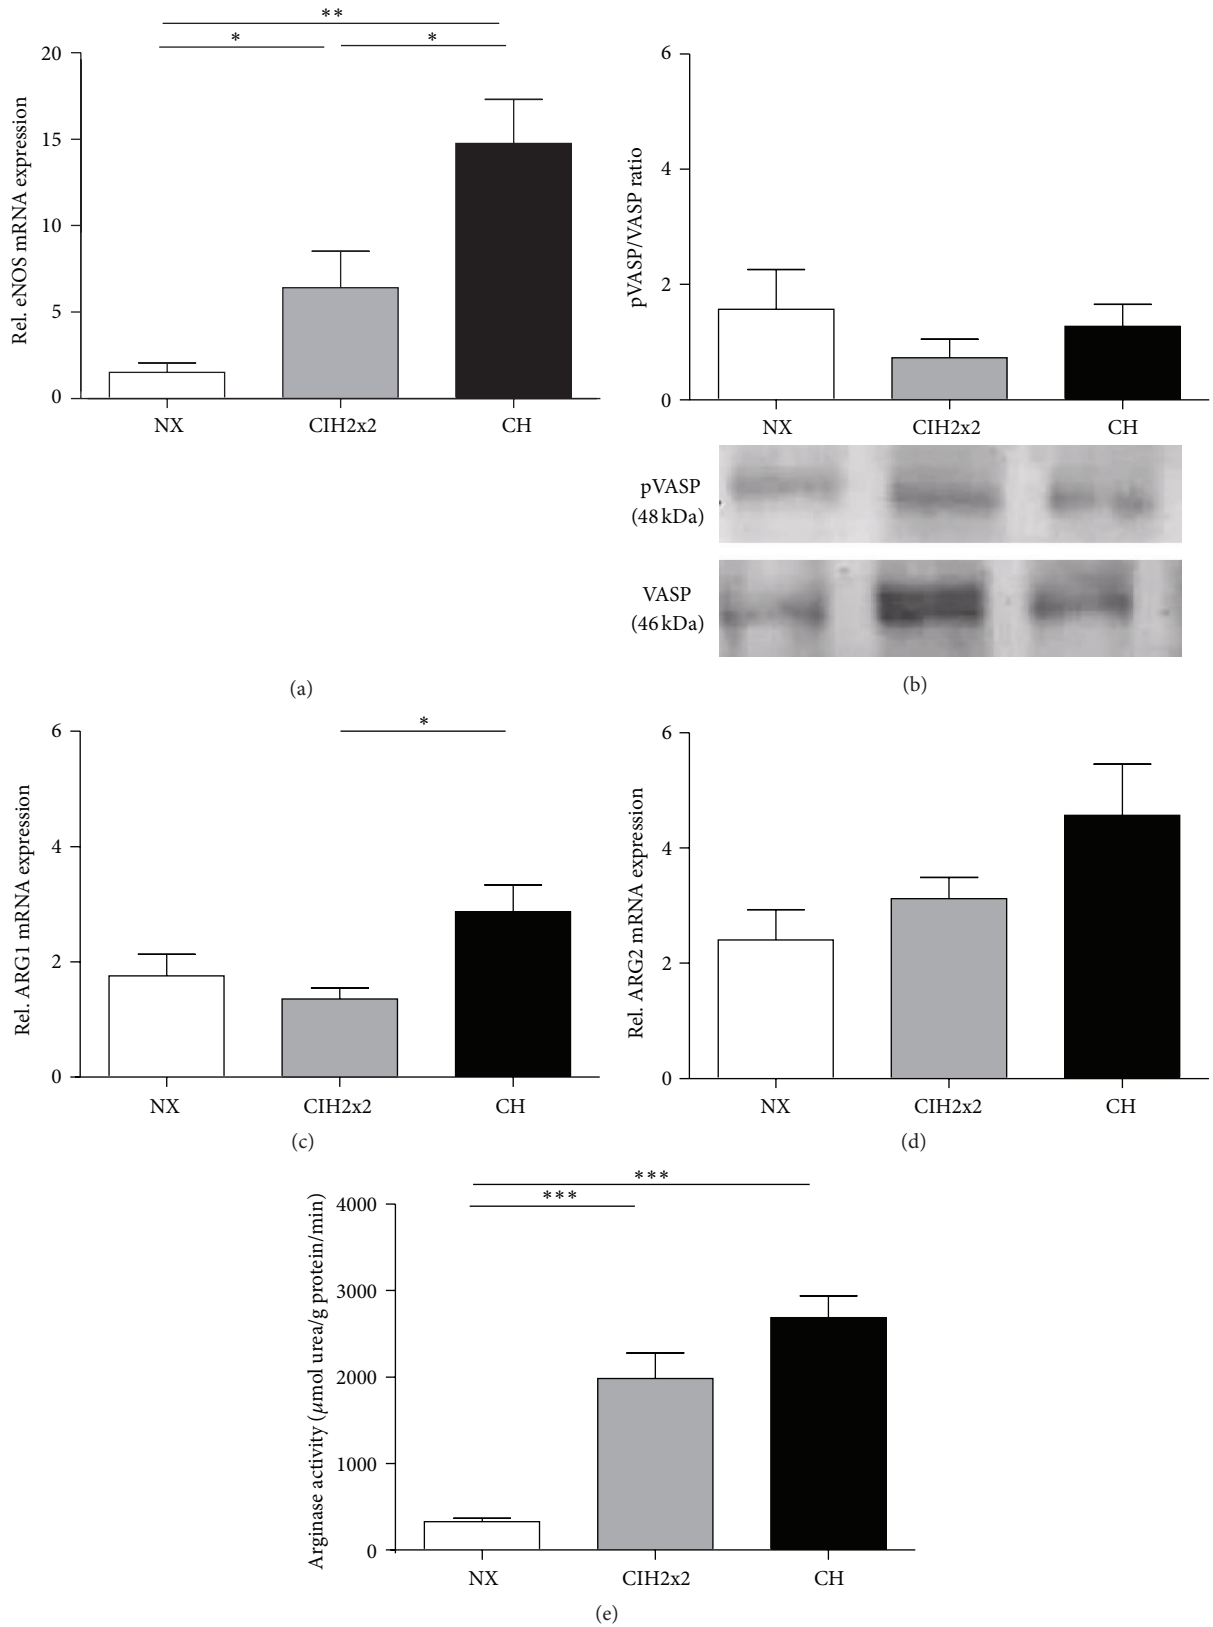 **
*
*
20
15
10
5
0
Rel. eNOS mRNA expression
NX
CIH2x2
CH
(a)
6
4
2
0
pVASP/VASP ratio
NX
CIH2x2
CH
pVASP
(48 kDa)
VASP
(46 kDa)
(b)
*
6
4
2
0
Rel. ARG1 mRNA expression
NX
CIH2x2
CH
(c)
6
4
2
0
Rel. ARG2 mRNA expression
NX
CIH2x2
CH
(d)
***
***
4000
3000
2000
1000
0
Arginase activity (μmol urea/g protein/min)
NX
CIH2x2
CH
(e)